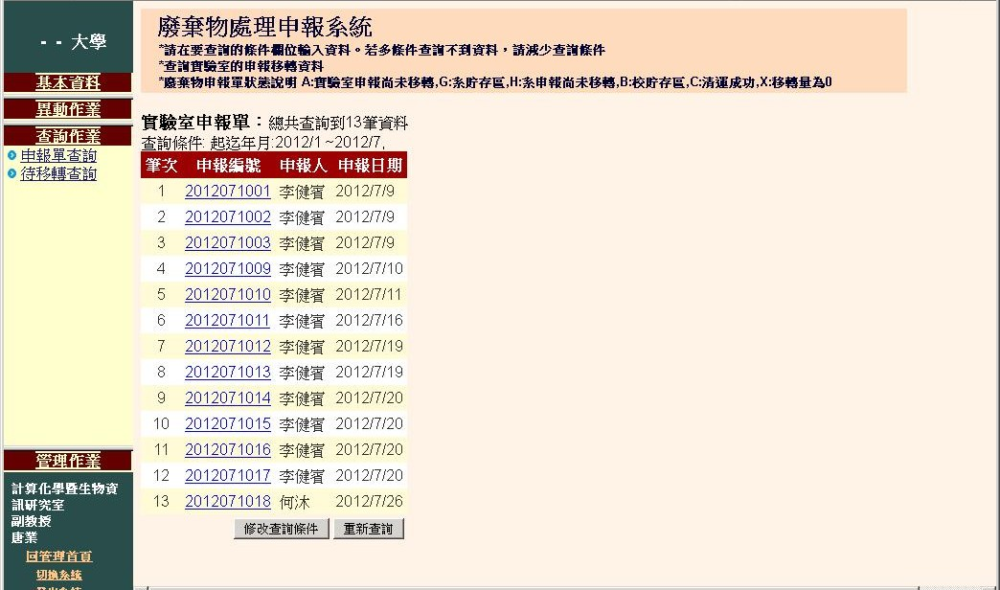 - - 大學
基本資料
異動作業
查詢作業
申報單查詢
待移轉查詢
管理作業
計算化學暨生物資
訊研究室
副教授
唐業
回管理首頁
切換系統
廢棄物處理申報系統
*請在要查詢的條件欄位輸入資料。若多條件查詢不到資料，請減少查詢條件
*查詢實驗室的申報移轉資料
*廢棄物申報單狀態說明 A:實驗室申報尚未移轉,G:系貯存區,H:系申報尚未移轉,B:校貯存區,C:清運成功,X:移轉量為0
實驗室申報單：總共查詢到13筆資料
查詢條件: 起迄年月:2012/1 ~2012/7,
筆次 申報編號 申報人 申報日期
1 2012071001 李健宥 2012/7/9
2 2012071002 李健宥 2012/7/9
3 2012071003 李健宥 2012/7/9
4 2012071009 李健宥 2012/7/10
5 2012071010 李健宥 2012/7/11
6 2012071011 李健宥 2012/7/16
7 2012071012 李健宥 2012/7/19
8 2012071013 李健宥 2012/7/19
9 2012071014 李健宥 2012/7/20
10 2012071015 李健宥 2012/7/20
11 2012071016 李健宥 2012/7/20
12 2012071017 李健宥 2012/7/20
13 2012071018 何沐 2012/7/26
修改查詢條件 重新查詢